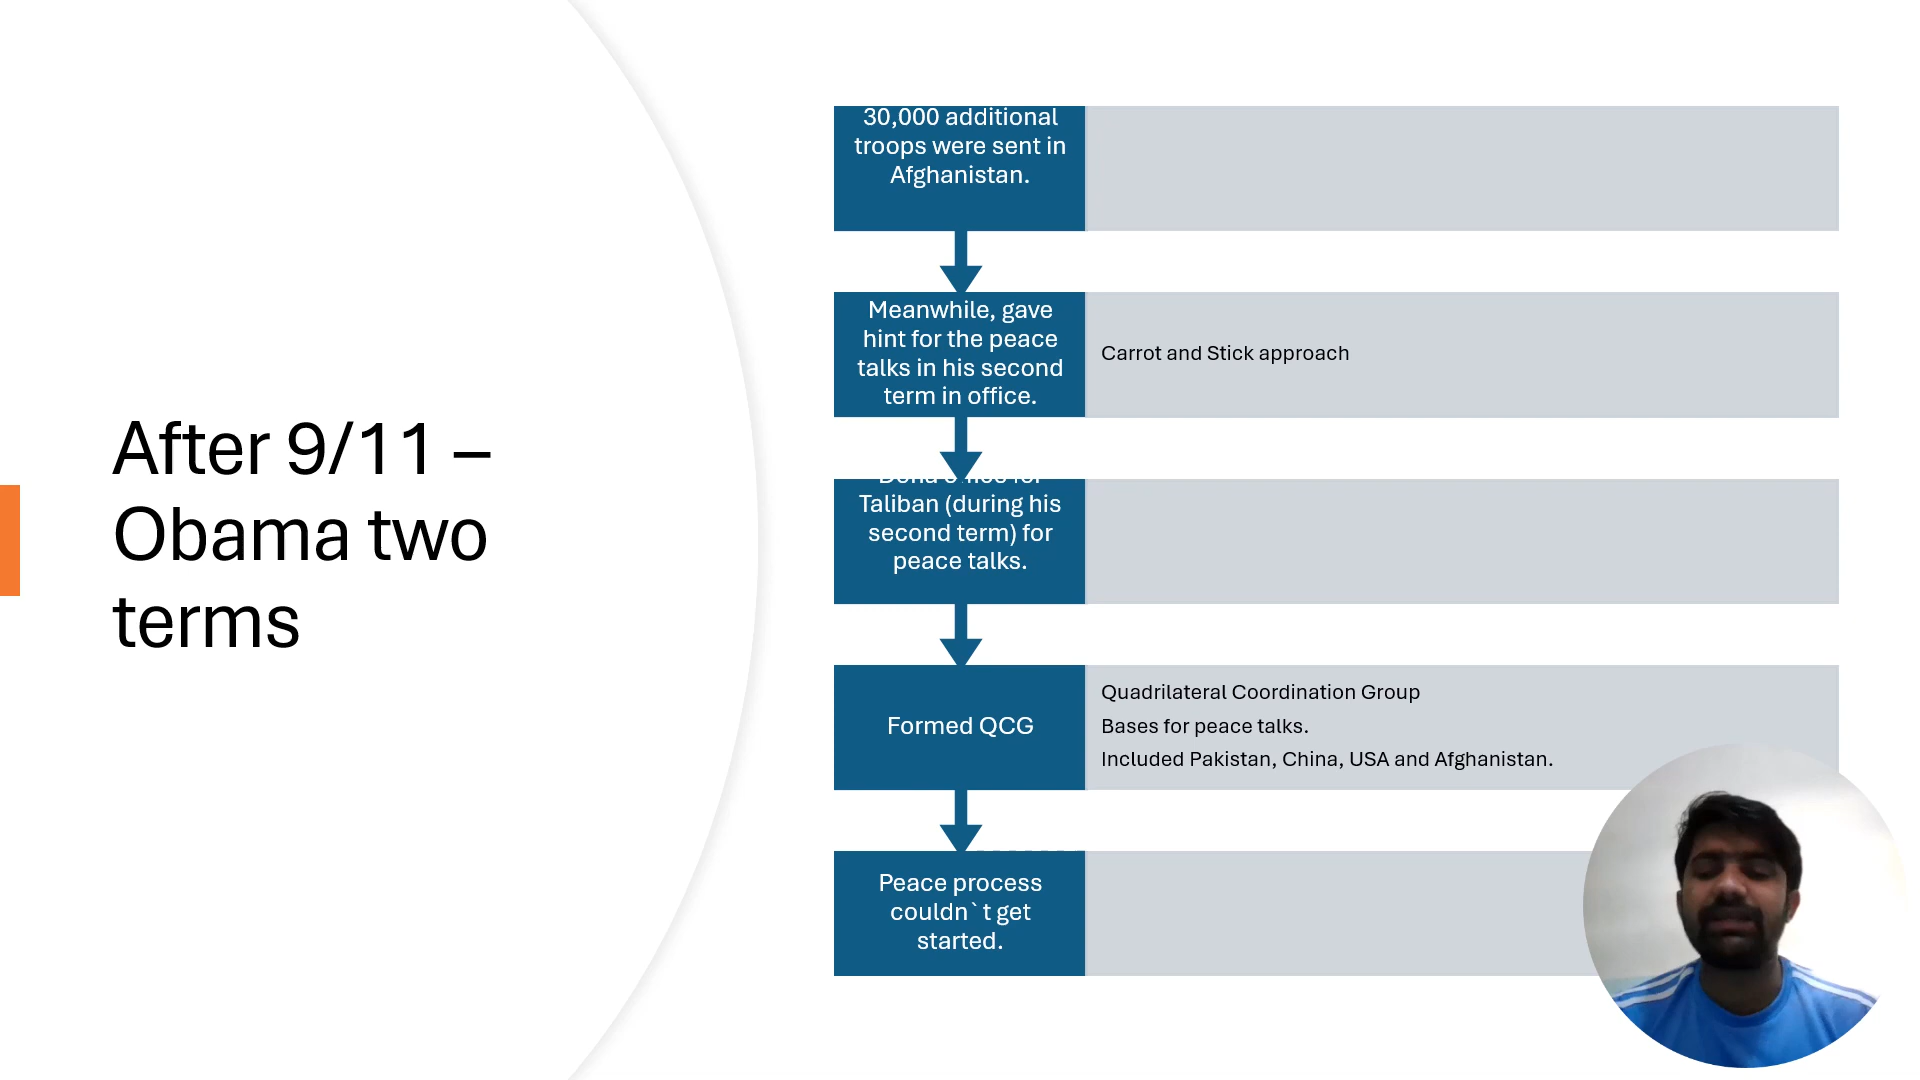 After 9/11 –
Obama two
terms
30,000 additional
troops were sent in
Afghanistan.
Meanwhile, gave
hint for the peace
talks in his second
term in office.
Carrot and Stick approach
Taliban (during his
second term) for
peace talks.
Formed QCG
Quadrilateral Coordination Group
Bases for peace talks.
Included Pakistan, China, USA and Afghanistan.
Peace process
couldn`t get
started.